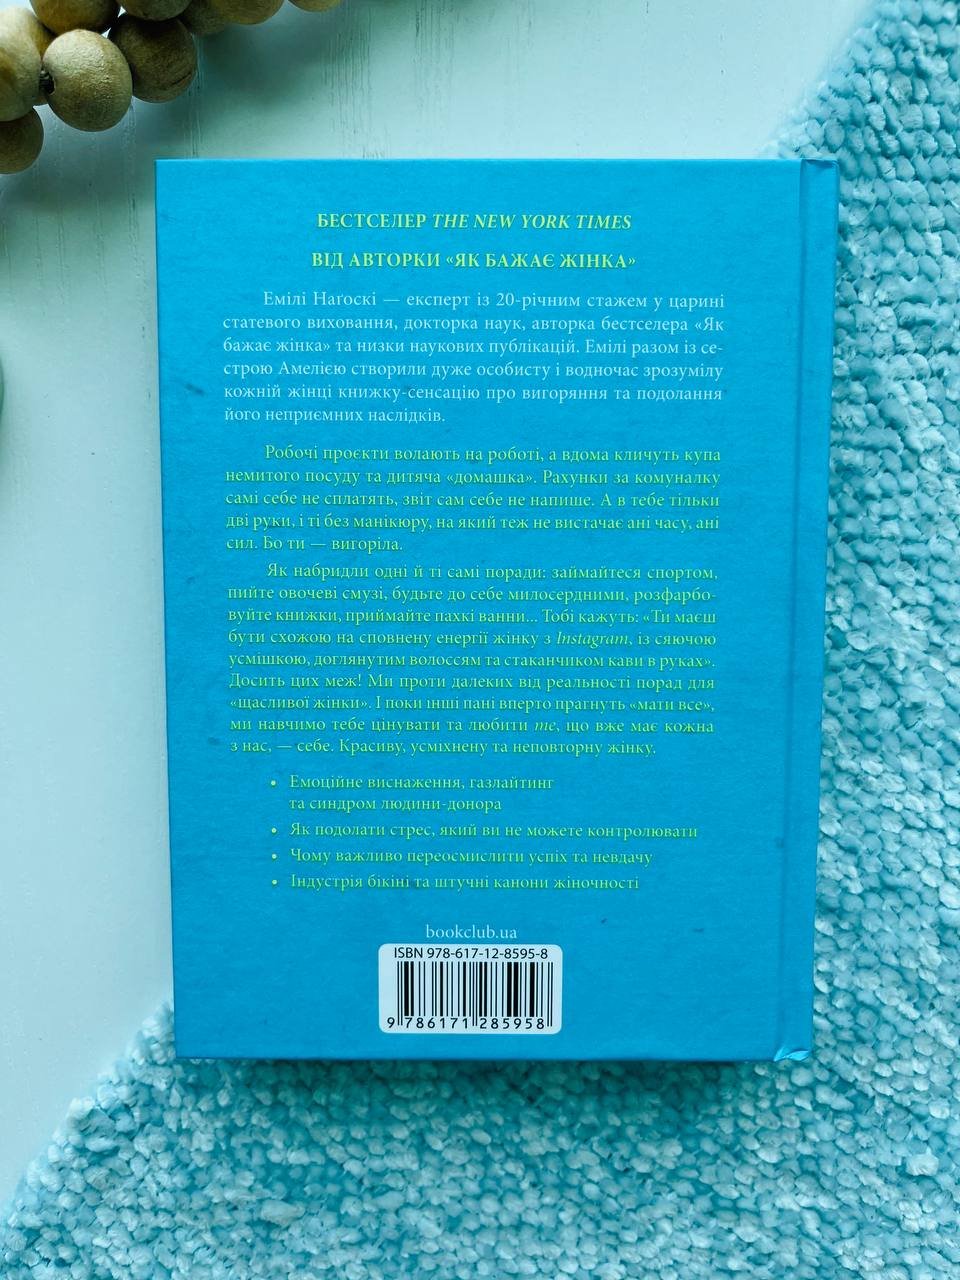 БЕСТСЕЛЕР THE NEW YORK TIMES
ВІД АВТОРКИ «ЯК БАЖАЄ ЖІНКА»
Емілі Наґоскі — експерт із 20-річним стажем у царині
статевого виховання, докторка наук, авторка бестселера «Як
бажає жінка» та низки наукових публікацій. Емілі разом із се-
строю Амелією створили дуже особисту і водночас зрозумілу
кожній жінці книжку-сенсацію про вигоряння та подолання
його неприємних наслідків.
Робочі проєкти волають на роботі, а вдома кличуть купа
немитого посуду та дитяча «домашка». Рахунки за комуналку
самі себе не сплатять, звіт сам себе не напише. А в тебе тільки
дві руки, і ті без манікюру, на який теж не вистачає ані часу, ані
сил. Бо ти — вигоріла.
Як набридли одні й ті самі поради: займайтеся спортом,
пийте овочеві смузі, будьте до себе милосердними, розфарбо-
вуйте книжки, приймайте пахкі ванни... Тобі кажуть: «Ти маєш
бути схожою на сповнену енергії жінку з Instagram, із сяючою
усмішкою, доглянутим волоссям та стаканчиком кави в руках».
Досить цих меж! Ми проти далеких від реальності порад для
«щасливої жінки». І поки інші пані вперто прагнуть «мати все»,
ми навчимо тебе цінувати та любити те, що вже має кожна
з нас, — себе. Красиву, усміхнену та неповторну жінку.
• Емоційне виснаження, газлайтинг
та синдром людини-донора
• Як подолати стрес, який ви не можете контролювати
• Чому важливо переосмислити успіх та невдачу
• Індустрія бікіні та штучні канони жіночності
bookclub.ua
ISBN 978-617-12-8595-8
9 786171 285958